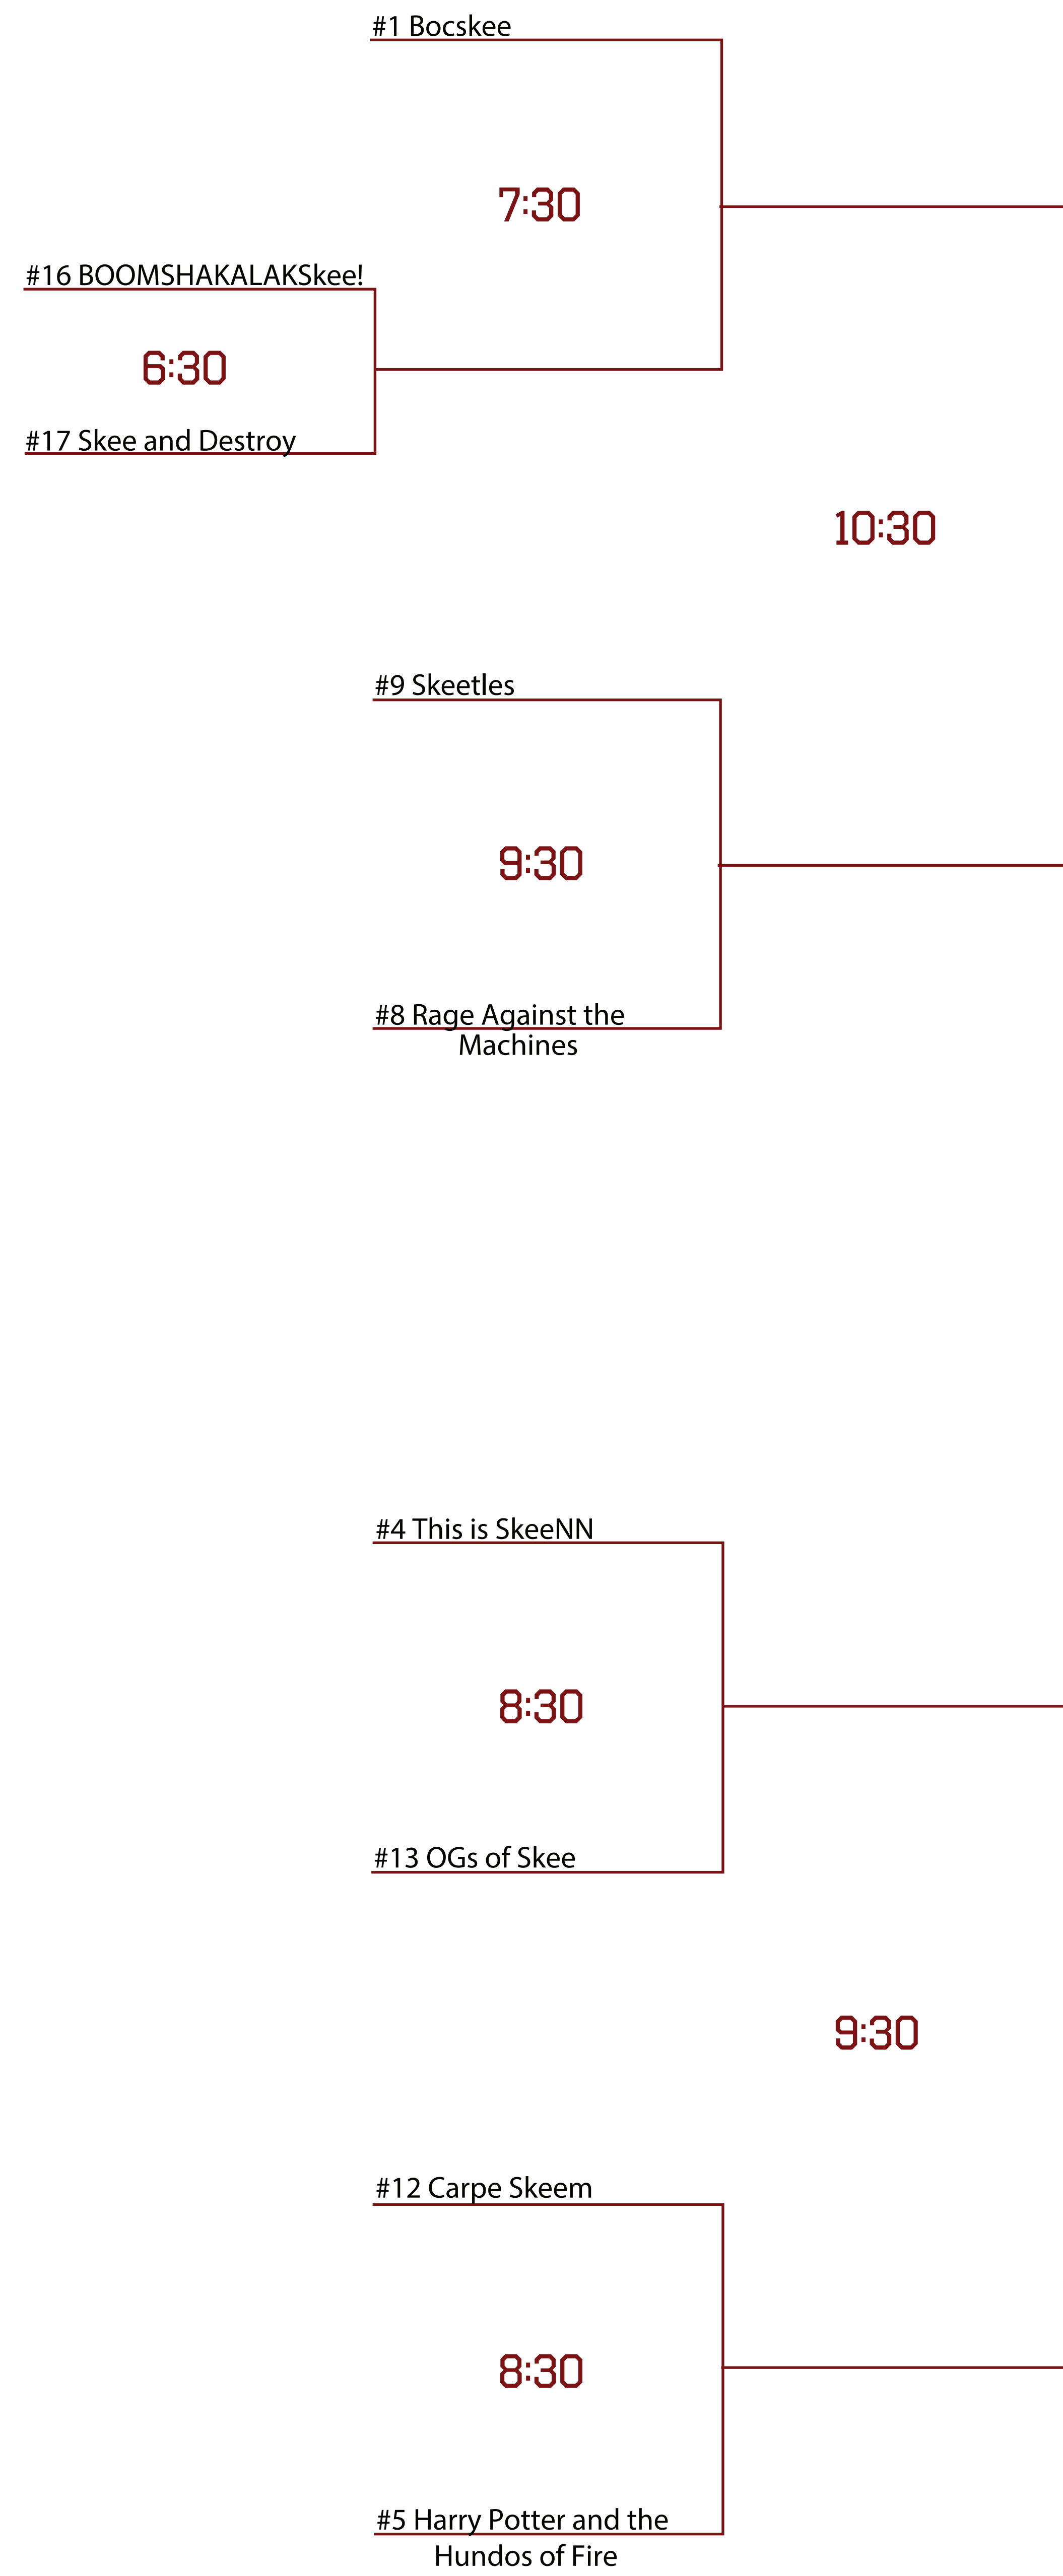 #1 Bocskee
7:30
#16 BOOMSHAKALAKSkee!
6:30
#17 Skee and Destroy
10:30
#9 Skeetles
9:30
#8 Rage Against the
Machines
#4 This is SkeeNN
8:30
#13 OGs of Skee
9:30
#12 Carpe Skeem
8:30
#5 Harry Potter and the
Hundos of Fire